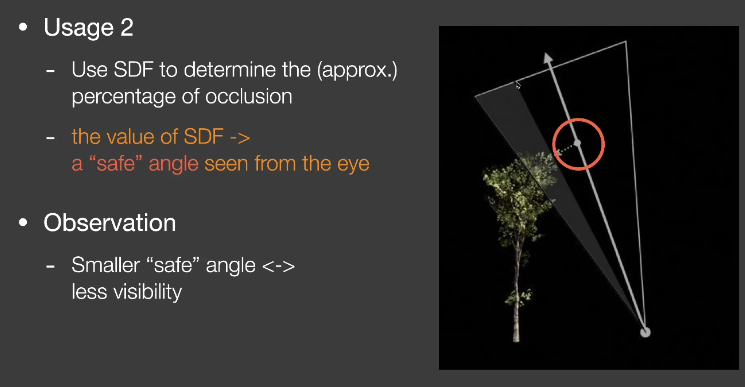 • Usage 2
- Use SDF to determine the (approx.)
percentage of occlusion
- the value of SDF ->
a “safe” angle seen from the eye
• Observation
- Smaller “safe” angle <->
less visibility